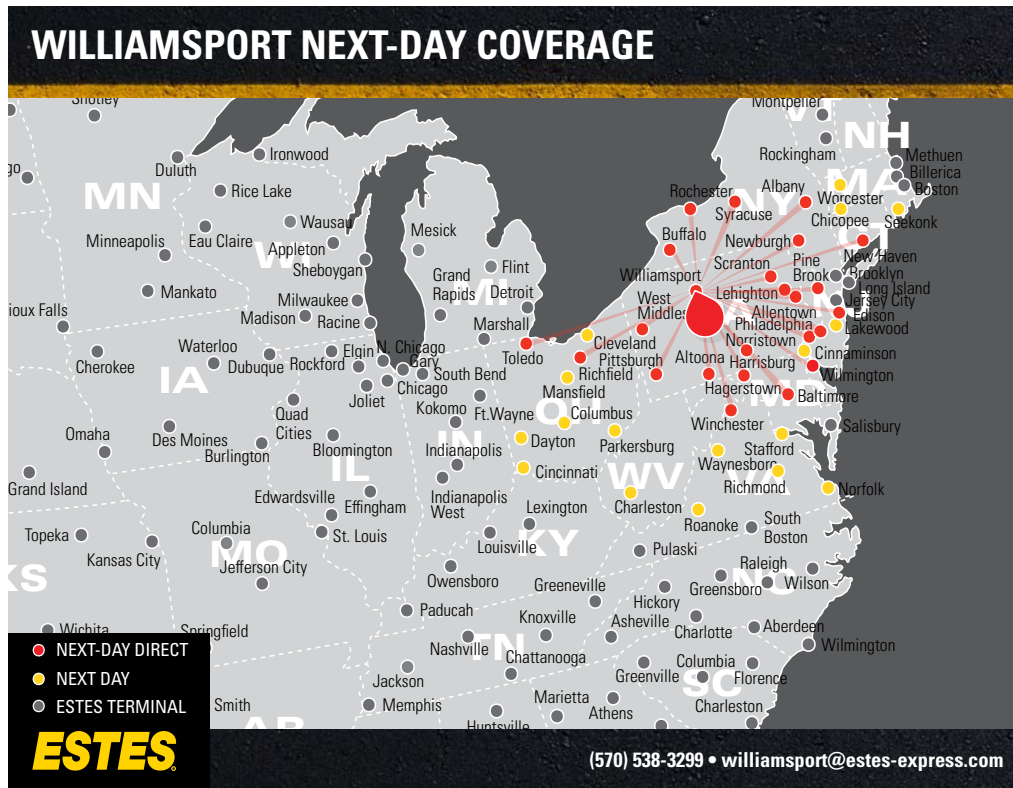 WILLIAMSPORT NEXT-DAY COVERAGE
Shotley
Montpelier
VT
NH
Rockingham
Methuen
Billerica
Boston
Ironwood
Duluth
go
Rice Lake
MN
Rochester
NY
Albany
MA
Worcester
Syracuse
Chicopee
Seekonk
Wausau
Mesick
Eau Claire
Minneapolis
Appleton
WI
Sheboygan
Buffalo
Newburgh
CT
New Haven
Scranton
Pine
Brook
Brooklyn
Long Island
Flint
Grand
Rapids
MI
Detroit
Williamsport
Lehighton
NJ
Jersey City
Mankato
Milwaukee
Madison
Racine
ioux Falls
West
Middles
Allentown
Edison
Philadelphia
Lakewood
Marshall
Cleveland
Norristown
Cinnaminson
Waterloo
Elgin
N. Chicago
Toledo
Pittsburgh
Altoona
Harrisburg
Cherokee
Dubuque
Rockford
Gary
South Bend
Richfield
Wilmington
IA
Chicago
Joliet
Mansfield
Hagerstown
MD
Baltimore
Kokomo
Ft.Wayne
OH
Columbus
Quad
Cities
Winchester
Salisbury
Omaha
Des Moines
Burlington
Bloomington
IN
Indianapolis
Dayton
Parkersburg
Stafford
Waynesboro
IL
Cincinnati
WV
VA
Richmond
Norfolk
Grand Island
Edwardsville
Effingham
Indianapolis
West
Lexington
Charleston
Roanoke
South
Boston
Topeka
Columbia
St. Louis
Louisville
KY
Pulaski
Kansas City
MO
Jefferson City
KS
Owensboro
Greeneville
Raleigh
NC
Greensboro
Wilson
Paducah
Knoxville
Hickory
Asheville
Charlotte
Aberdeen
Wichita
Springfield
Nashville
TN
Chattanooga
Wilmington
Jackson
Greenville
Columbia
SC
Florence
Smith
Memphis
Marietta
Athens
Charleston
AR
Huntsville
NEXT-DAY DIRECT
NEXT DAY
ESTES TERMINAL
ESTES
(570) 538-3299 • williamsport@estes-express.com